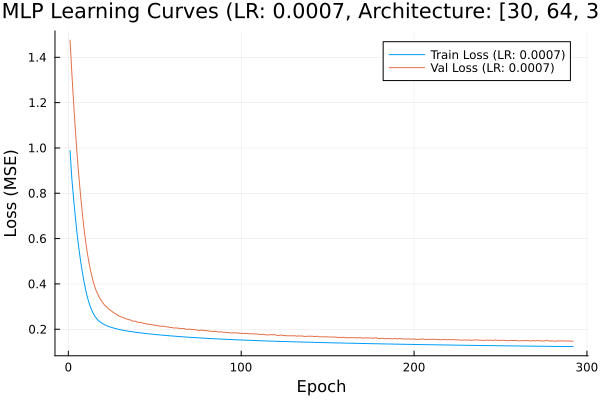 MLP Learning Curves (LR: 0.0007, Architecture: [30, 64, 3
Train Loss (LR: 0.0007)
Val Loss (LR: 0.0007)
Loss (MSE)
1.4
1.2
1.0
0.8
0.6
0.4
0.2
0
100
200
300
Epoch